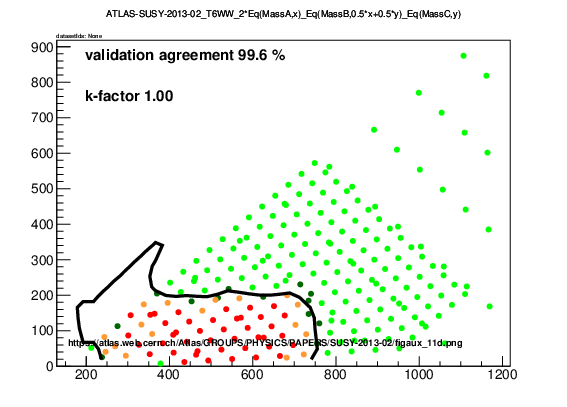 ATLAS-SUSY-2013-02_T6WW_2*Eq(MassA,x)_Eq(MassB,0.5*x+0.5*y)_Eq(MassC,y)
datasetIds: None
900
validation agreement 99.6 %
800
k-factor 1.00
700
600
500
400
300
200
100
https://atlas.web.cern.ch/Atlas/GROUPS/PHYSICS/PAPERS/SUSY-2013-02/figaux_11d.png
0
200 400 600 800 1000 1200